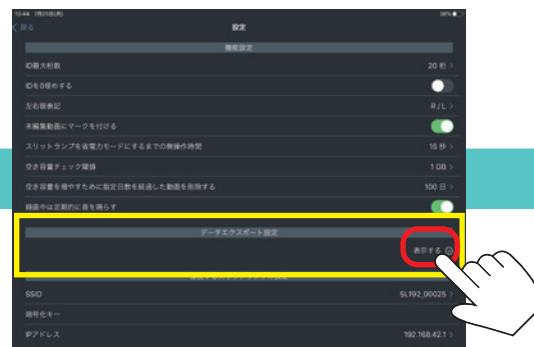 13:44 7月25日(月)
38%
戻る
設定
機能設定
ID最大桁数
20 桁
IDを0埋めする
左右眼表記
R/L
未編集動画にマークを付ける
スリットランプを省電力モードにするまでの無操作時間
15 秒
空き容量チェック閾値
1 GB
空き容量を増やすために指定日数を経過した動画を削除する
100 日
録画中は定期的に音を鳴らす
データエクスポート設定
表示する
SSID
SL192_00025
暗号化キー
IPアドレス
192.168.42.1